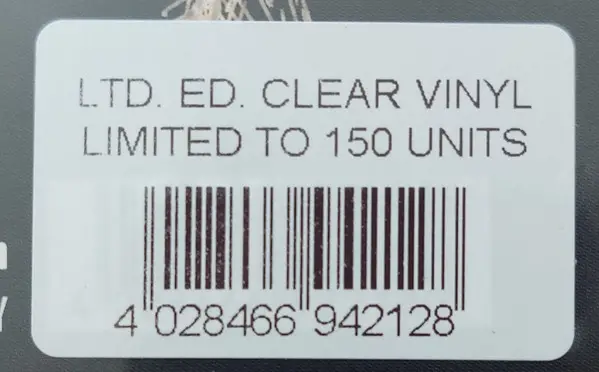 LTD. ED. CLEAR VINYL
LIMITED TO 150 UNITS
4 028466 942128